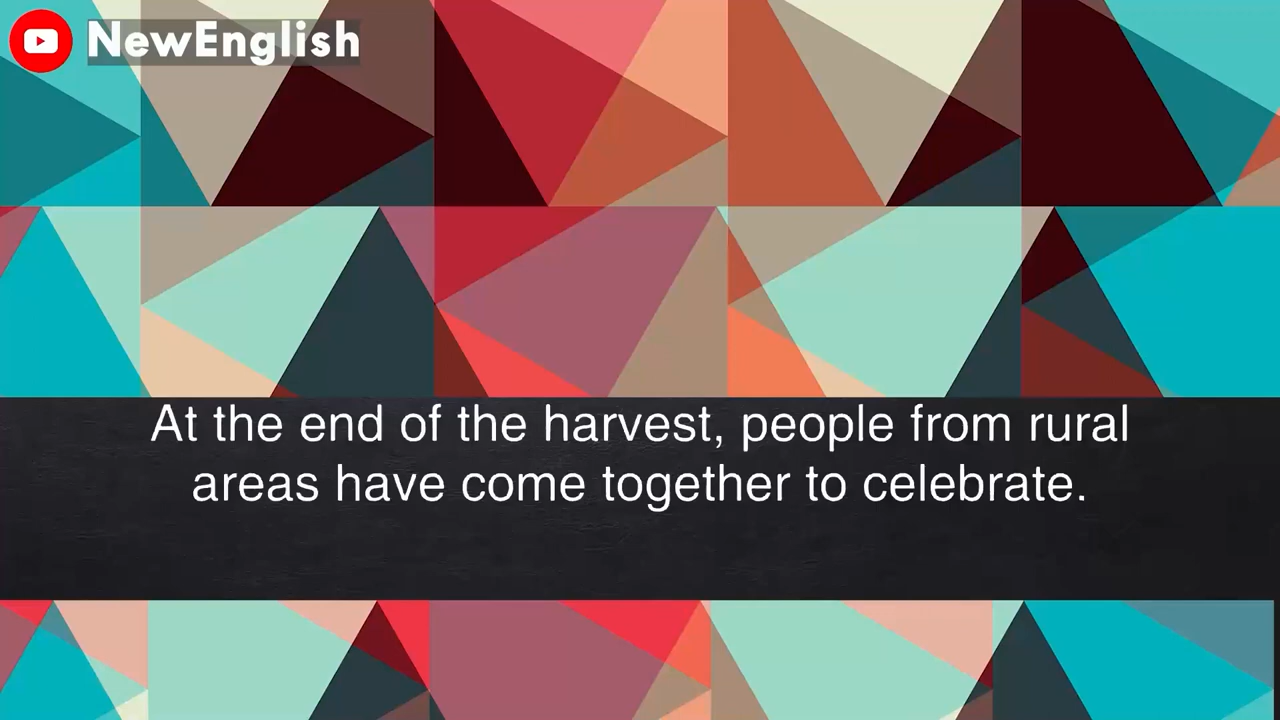 NewEnglish
At the end of the harvest, people from rural
areas have come together to celebrate.